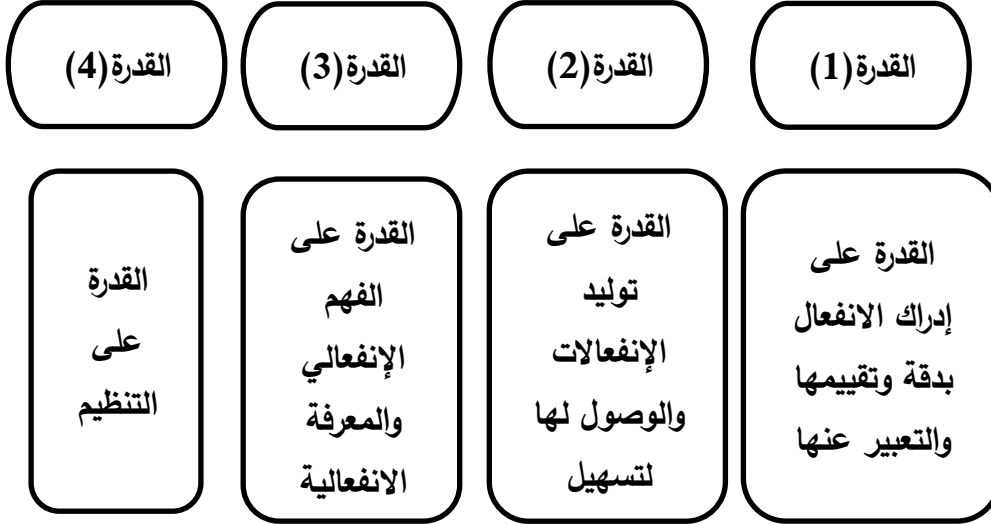 القدرة(1)
القدرة(2)
القدرة(3)
القدرة(4)
القدرة على
إدراك الانفعال
بدقة وتقييمها
والتعبير عنها
القدرة على
توليد
الإنفعالات
والوصول لها
لتسهيل
القدرة على
الفهم
الإنفعالي
والمعرفة
الانفعالية
القدرة
على
التنظيم